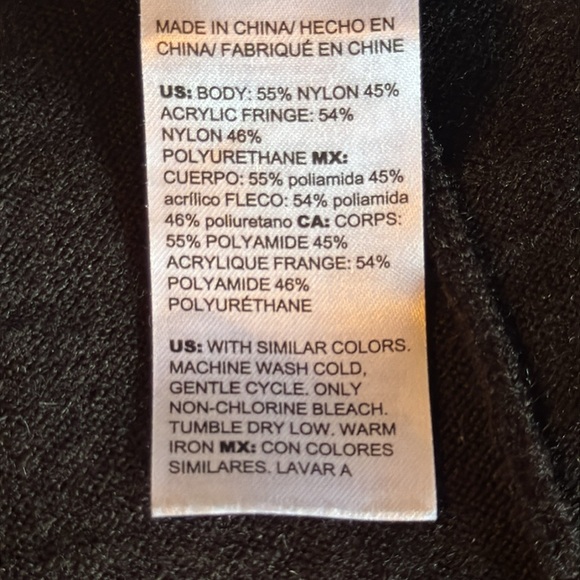 MADE IN CHINA/ HECHO EN
CHINA/ FABRIQUÉ EN CHINE
US: BODY: 55% NYLON 45%
ACRYLIC FRINGE: 54%
NYLON 46%
POLYURETHANE MX:
CUERPO: 55% poliamida 45%
acrílico FLECO: 54% poliamida
46% poliuretano CA: CORPS:
55% POLYAMIDE 45%
ACRYLIQUE FRANGE: 54%
POLYAMIDE 46%
POLYURÉTHANE
US: WITH SIMILAR COLORS.
MACHINE WASH COLD,
GENTLE CYCLE. ONLY
NON-CHLORINE BLEACH.
TUMBLE DRY LOW. WARM
IRON MX: CON COLORES
SIMILARES. LAVAR A